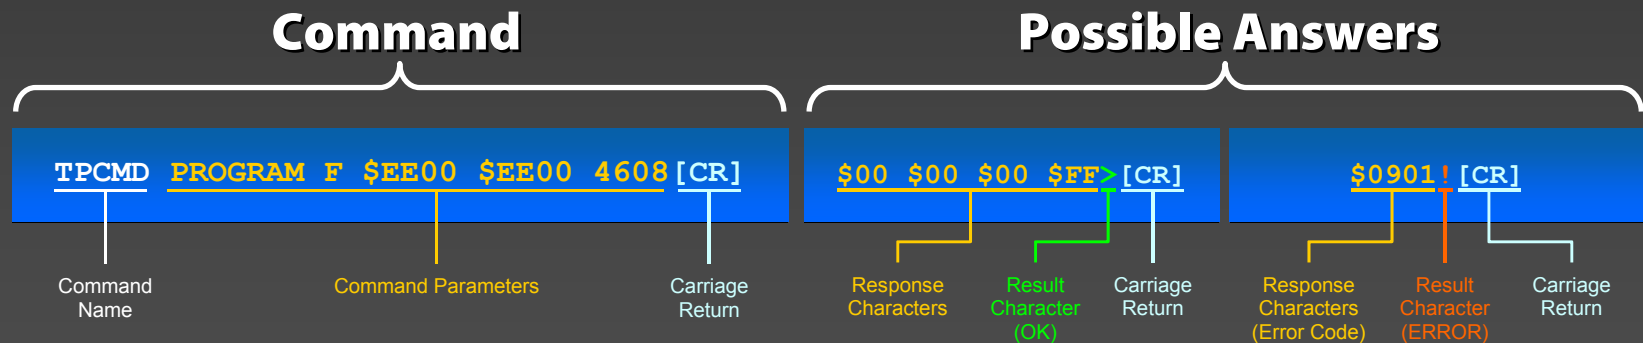 Command
Possible Answers
TPCMD PROGRAM F $EE00 $EE00 4608[CR]
$00 $00 $00 $FF>[CR]
$0901![CR]
Command
Name
Command Parameters
Carriage
Return
Response
Characters
Result
Character
(OK)
Carriage
Return
Response
Characters
(Error Code)
Result
Character
(ERROR)
Carriage
Return